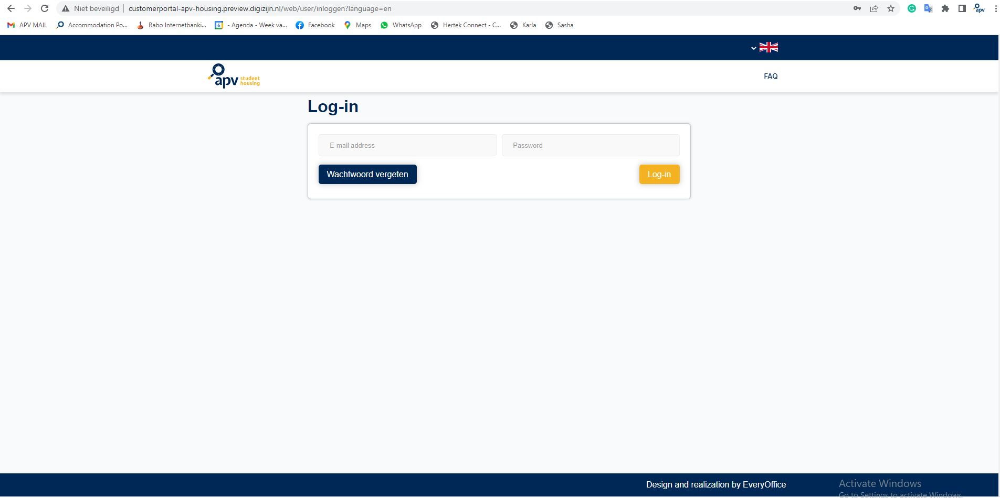 Niet beveiligd customerportal-apv-housing.preview.digizijn.nl/web/user/inloggen?language=en
APV MAIL Accommodation Po... Rabo Internetbanki... 6 - Agenda - Week va... Facebook Maps WhatsApp Hertek Connect - C... Karla Sasha
apv student housing
FAQ
Log-in
E-mail address Password
Wachtwoord vergeten Log-in
Design and realization by EveryOffice
Activate Windows
Go to Settings to activate Windows.